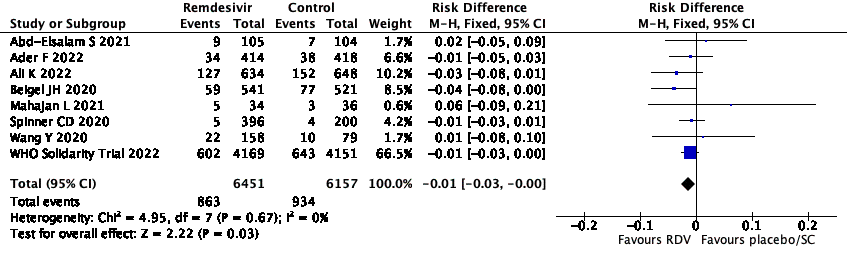 Remdesivir Control Risk Difference Risk Difference
Study or Subgroup Events Total Events Total Weight M-H, Fixed, 95% CI M-H, Fixed, 95% CI
Abd-Elsalam S 2021 9 105 7 104 1.7% 0.02 [-0.05, 0.09]
Ader F 2022 34 414 38 418 6.6% -0.01 [-0.05, 0.03]
Ali K 2022 127 634 152 648 10.2% -0.03 [-0.08, 0.01]
Beigel JH 2020 59 541 77 521 8.5% -0.04 [-0.08, 0.00]
Mahajan L 2021 5 34 3 36 0.6% 0.06 [-0.09, 0.21]
Spinner CD 2020 5 396 4 200 4.2% -0.01 [-0.03, 0.01]
Wang Y 2020 22 158 10 79 1.7% 0.01 [-0.08, 0.10]
WHO Solidarity Trial 2022 602 4169 643 4151 66.5% -0.01 [-0.03, 0.00]
Total (95% CI) 6451 6157 100.0% -0.01 [-0.03, -0.00]
Total events 863 934
Heterogeneity: Chi² = 4.95, df = 7 (P = 0.67); I² = 0%
Test for overall effect: Z = 2.22 (P = 0.03)
-0.2 -0.1 0 0.1 0.2
Favours RDV Favours placebo/SC